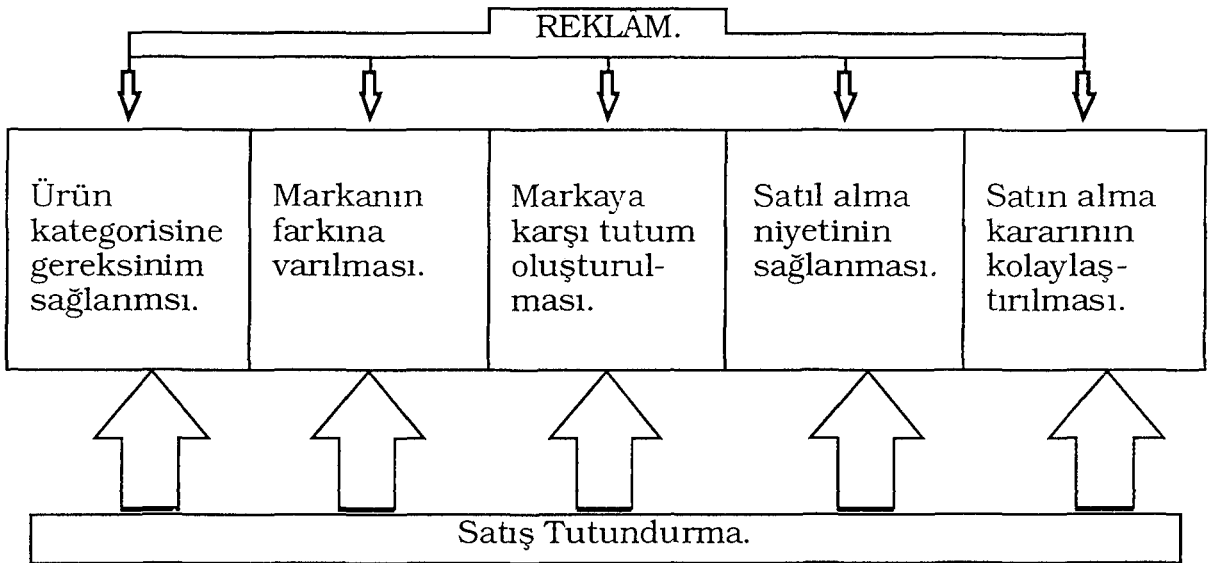 REKLÂM.
Ürün
kategorisine
gereksinim
sağlanmsı.
Markanın
farkına
varılması.
Markaya
karşı tutum
oluşturul-
ması.
Satıl alma
niyetinin
sağlanması.
Satın alma
kararının
kolaylaş-
tırılması.
Satış Tutundurma.